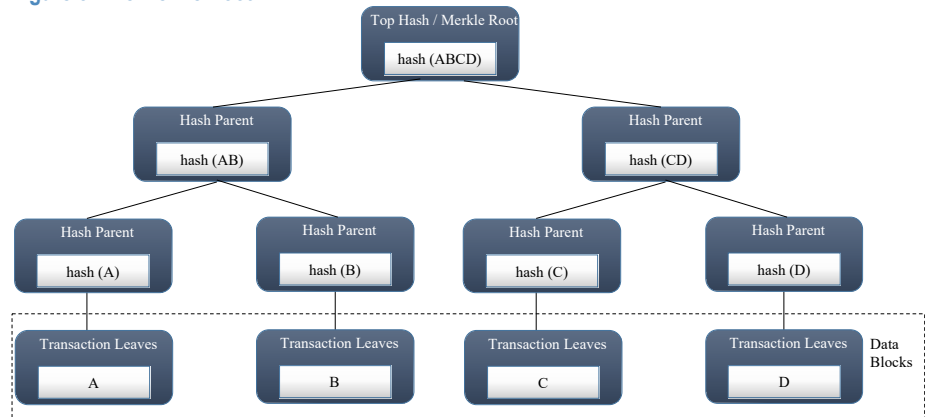 Top Hash / Merkle Root
hash (ABCD)
Hash Parent
hash (AB)
Hash Parent
hash (CD)
Hash Parent
hash (A)
Hash Parent
hash (B)
Hash Parent
hash (C)
Hash Parent
hash (D)
Transaction Leaves
A
Transaction Leaves
B
Transaction Leaves
C
Transaction Leaves
D
Data
Blocks